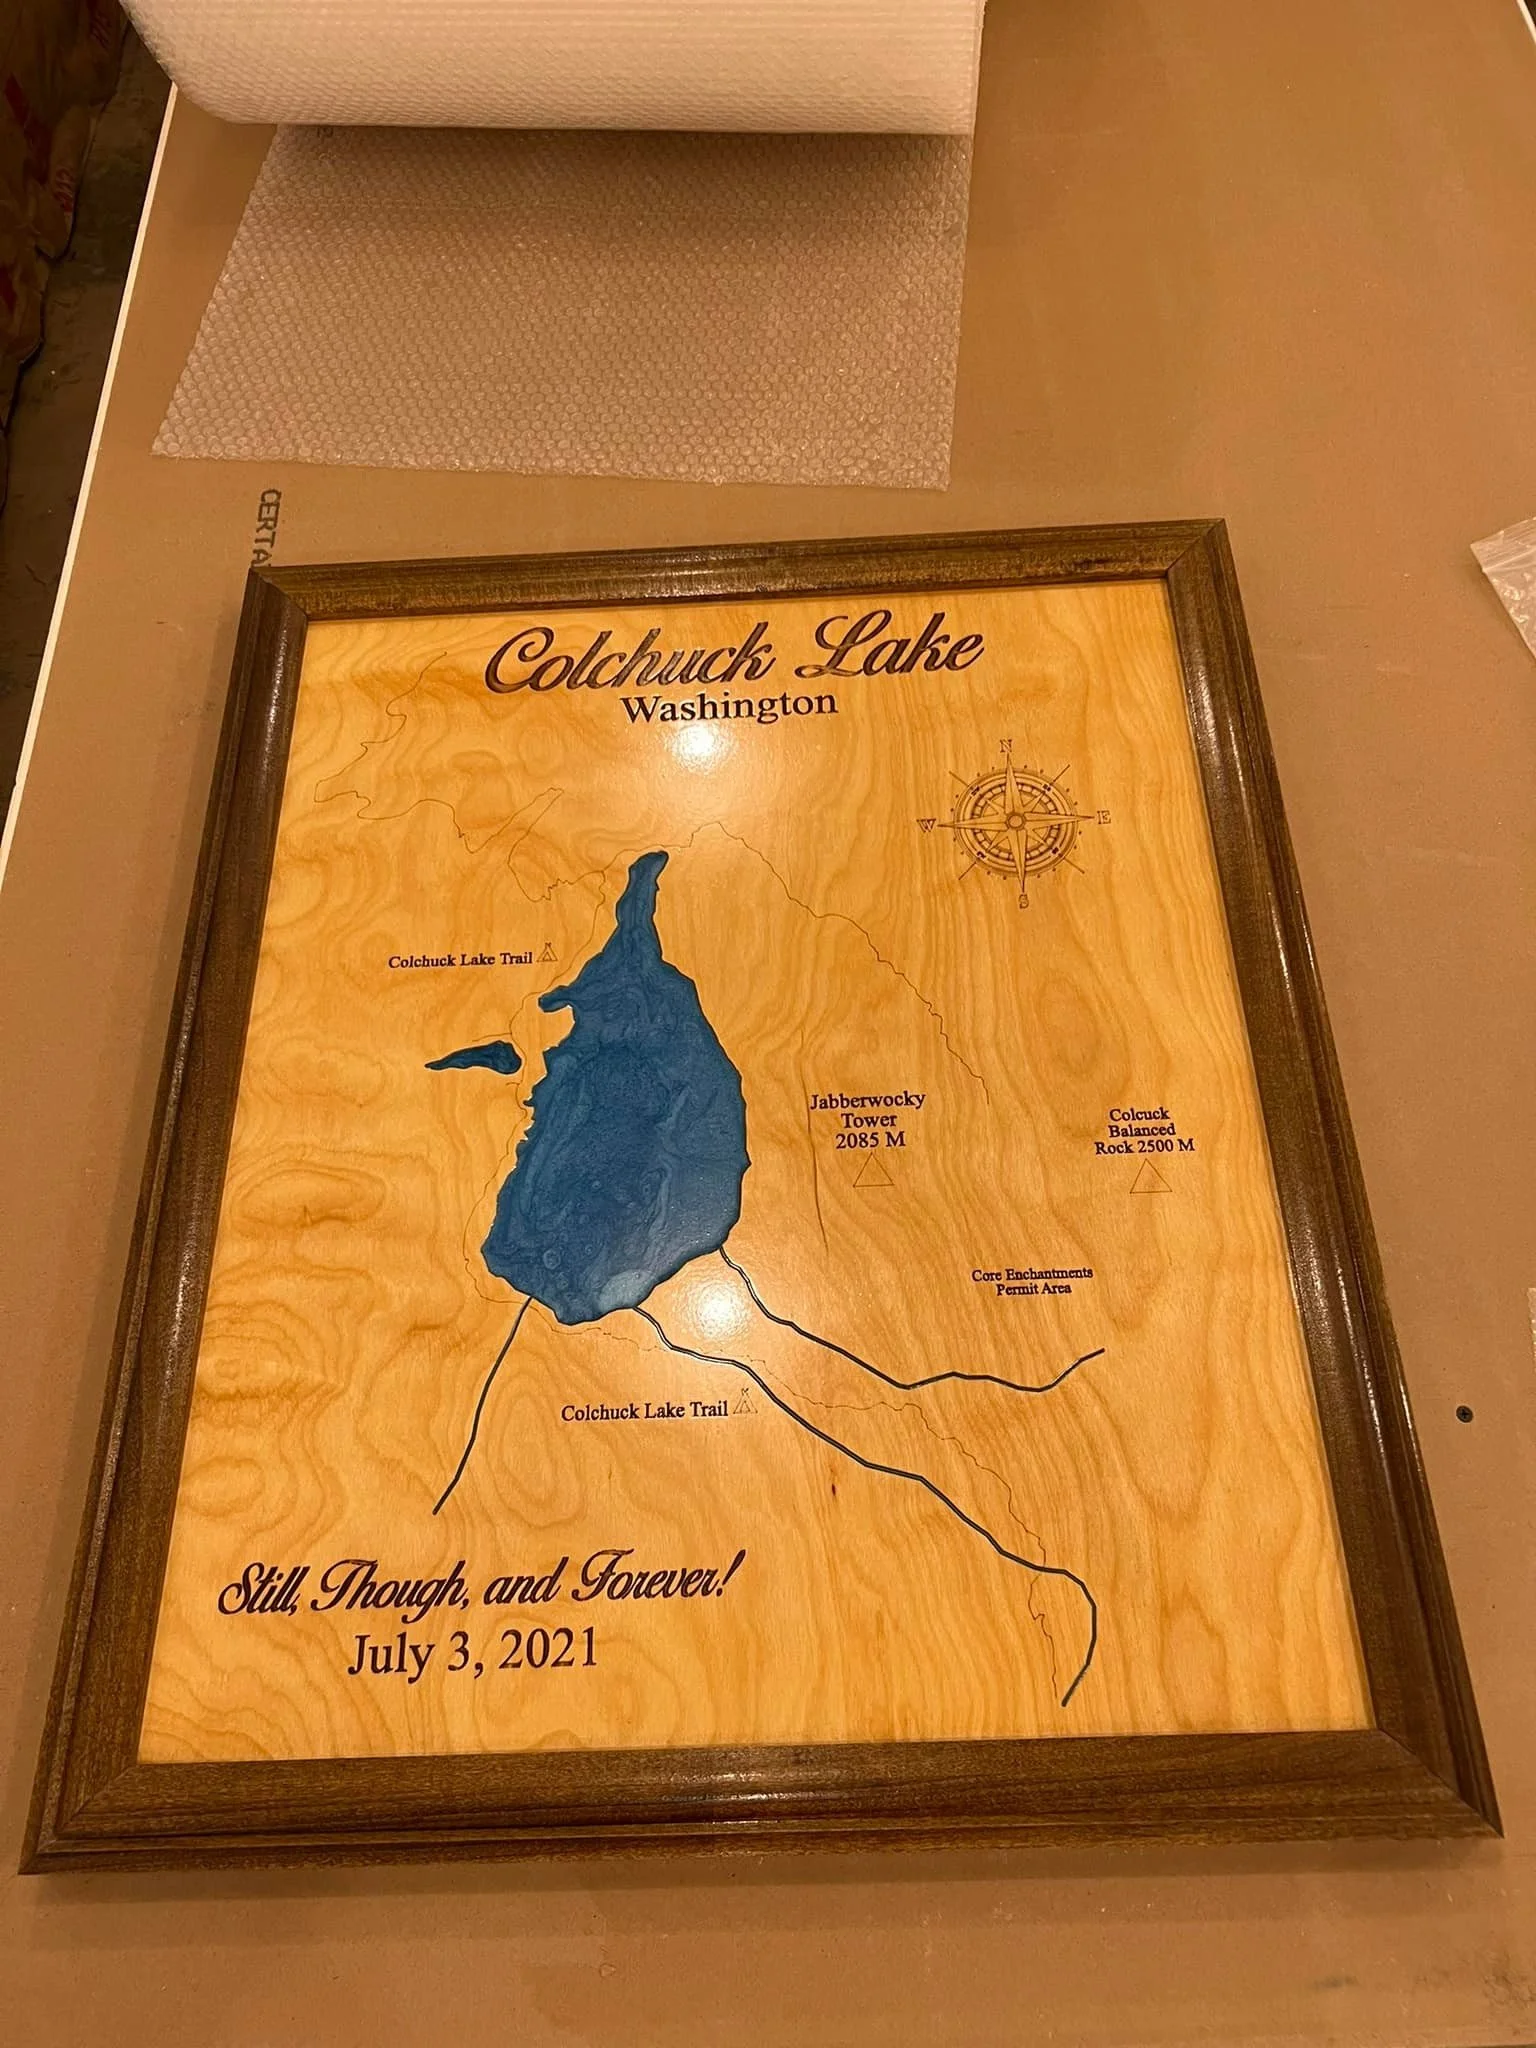 CERTA
Colchuck Lake
Washington
N
W E
S
Colchuck Lake Trail
Jabberwocky
Tower
2085 M
Colcuck
Balanced
Rock 2500 M
Core Enchantments
Permit Area
Colchuck Lake Trail
Still, Though, and Forever!
July 3, 2021